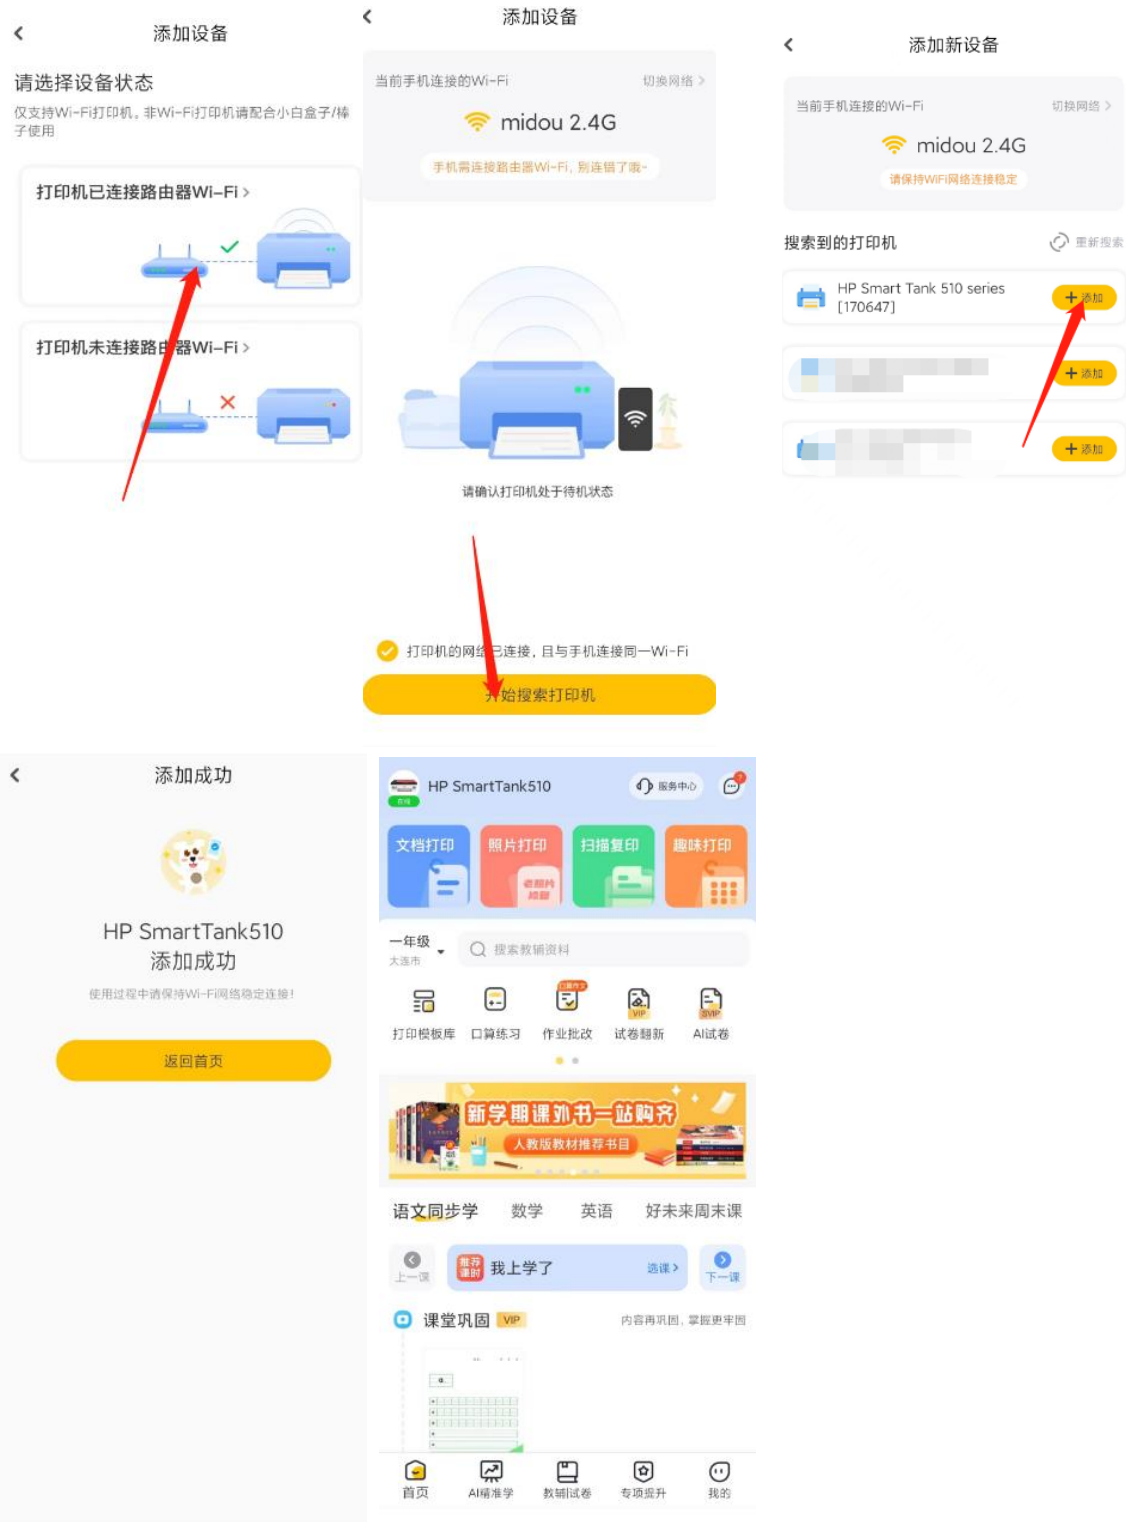 添加设备
请选择设备状态
仅支持Wi-Fi打印机。非Wi-Fi打印机请配合小白盒子/棒
子使用
打印机已连接路由器Wi-Fi
打印机未连接路由器Wi-Fi
添加设备
当前手机连接的Wi-Fi
切换网络
midou 2.4G
手机需连接路由器Wi-Fi，别连错了哦~
请确认打印机处于待机状态
打印机的网络已连接，且与手机连接同一Wi-Fi
开始搜索打印机
添加新设备
当前手机连接的Wi-Fi
切换网络
midou 2.4G
请保持WiFi网络连接稳定
搜索到的打印机
重新搜索
HP Smart Tank 510 series
[170647]
添加
添加
添加
添加成功
HP SmartTank510
添加成功
使用过程中请保持Wi-Fi网络稳定连接！
返回首页
HP SmartTank510
在线
服务中心
文档打印
照片打印
扫描复印
趣味打印
一年级
大连市
搜索教辅资料
打印模板库
口算练习
作业批改
试卷翻新
AI试卷
VIP
SVIP
新学期课外书一站购齐
人教版教材推荐书目
语文同步学
数学
英语
好未来周末课
上一课
推荐
课时
我上学了
选课
下一课
课堂巩固
VIP
内容再巩固，掌握更牢固
首页
AI精准学
教辅|试卷
专项提升
我的